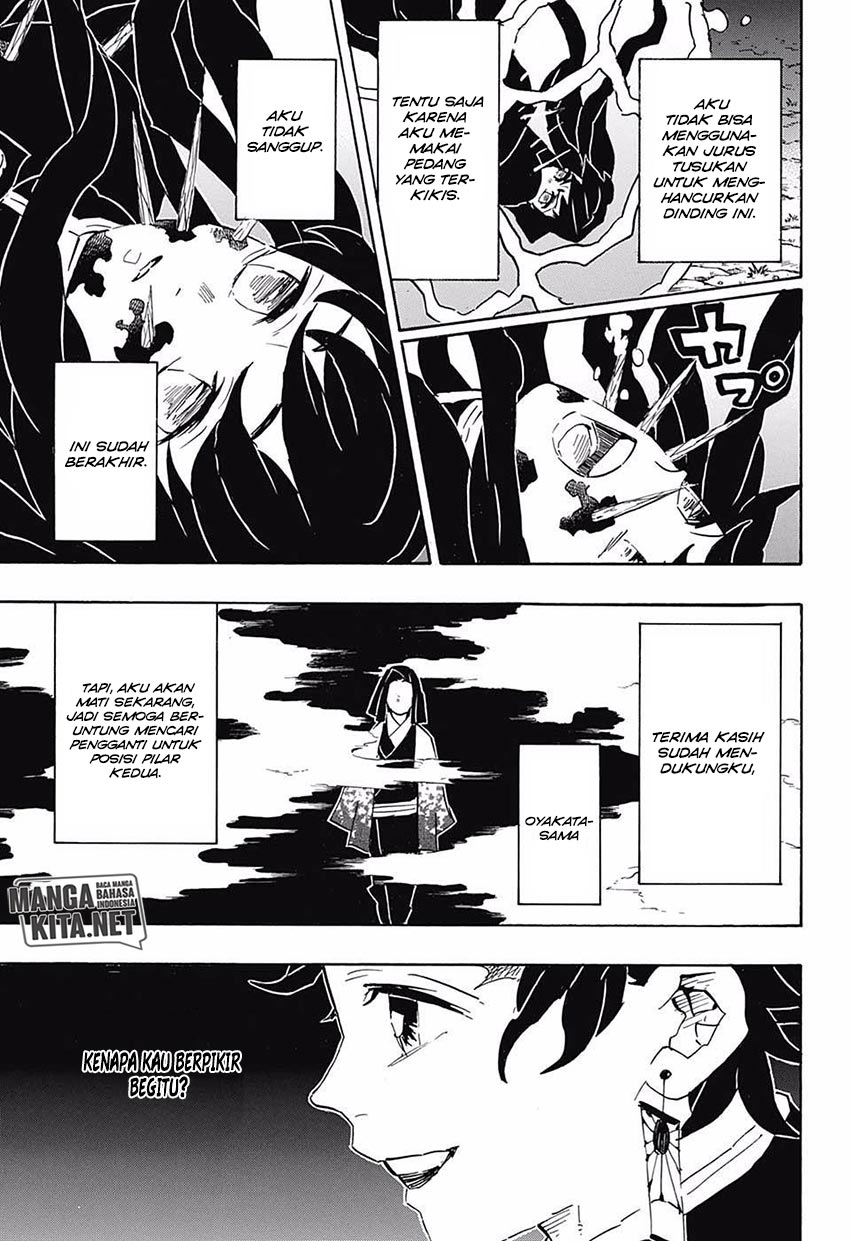 AKU
TIDAK BISA
MENGGUNA-
KAN JURUS
TUSUKAN
UNTUK MENG-
HANCURKAN
DINDING INI.
TENTU SAJA
KARENA
AKU ME-
MAKAI
PEDANG
YANG TER-
KIKIS.
AKU
TIDAK
SANGGUP.
カプ
INI SUDAH
BERAKHIR.
TERIMA KASIH
SUDAH MEN-
DUKUNGKU,
OYAKATA-
SAMA
TAPI, AKU AKAN
MATI SEKARANG,
JADI SEMOGA BER-
UNTUNG MENCARI
PENGGANTI UNTUK
POSISI PILAR
KEDUA.
MANGA
KITA.NET
BACA MANGA
BAHASA
INDONESIA
KENAPA KAU BERPIKIR
BEGITU?